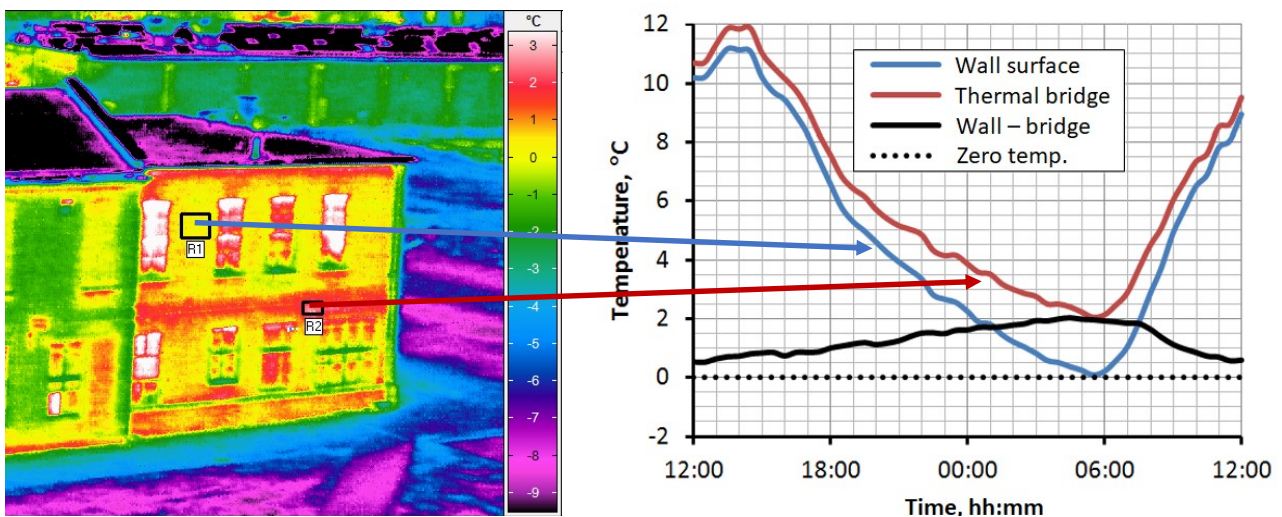 °C
3
2
1
0
-1
-2
-3
-4
-5
-6
-7
-8
-9
R1
R2
12
10
8
6
4
2
0
-2
Temperature, °C
Wall surface
Thermal bridge
Wall – bridge
Zero temp.
12:00 18:00 00:00 06:00 12:00
Time, hh:mm